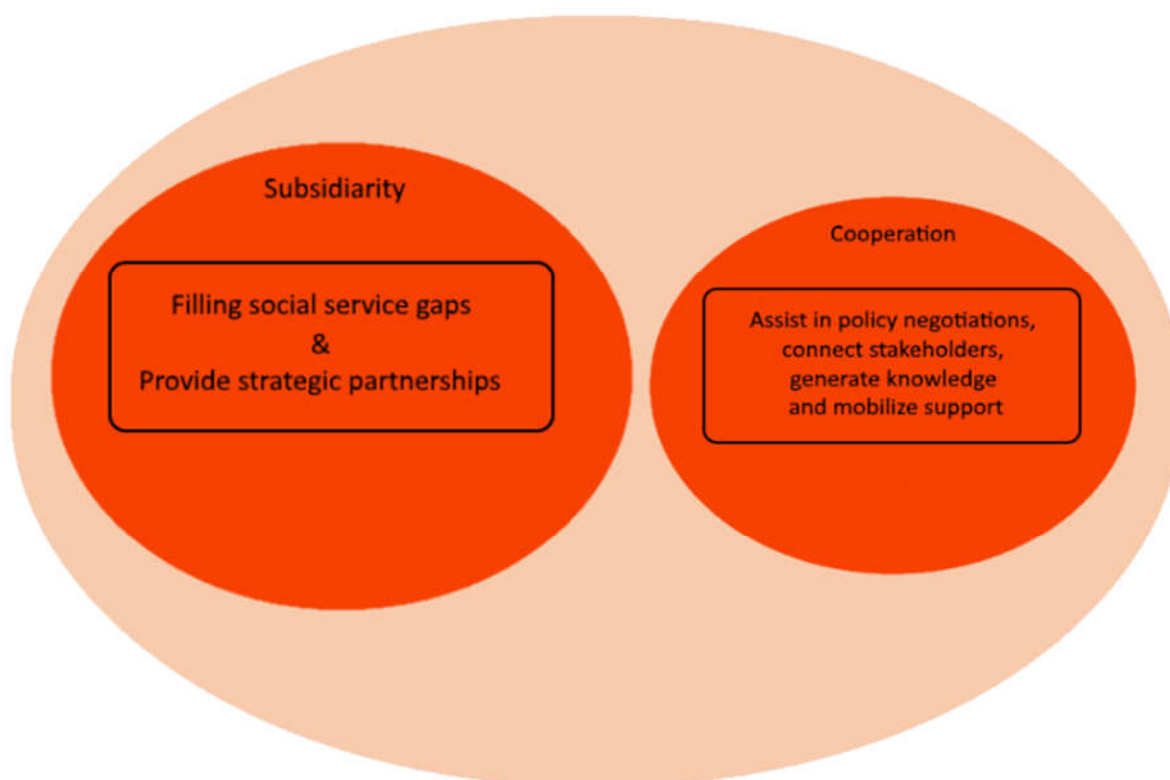 Subsidiarity
Filling social service gaps
&
Provide strategic partnerships
Cooperation
Assist in policy negotiations,
connect stakeholders,
generate knowledge
and mobilize support